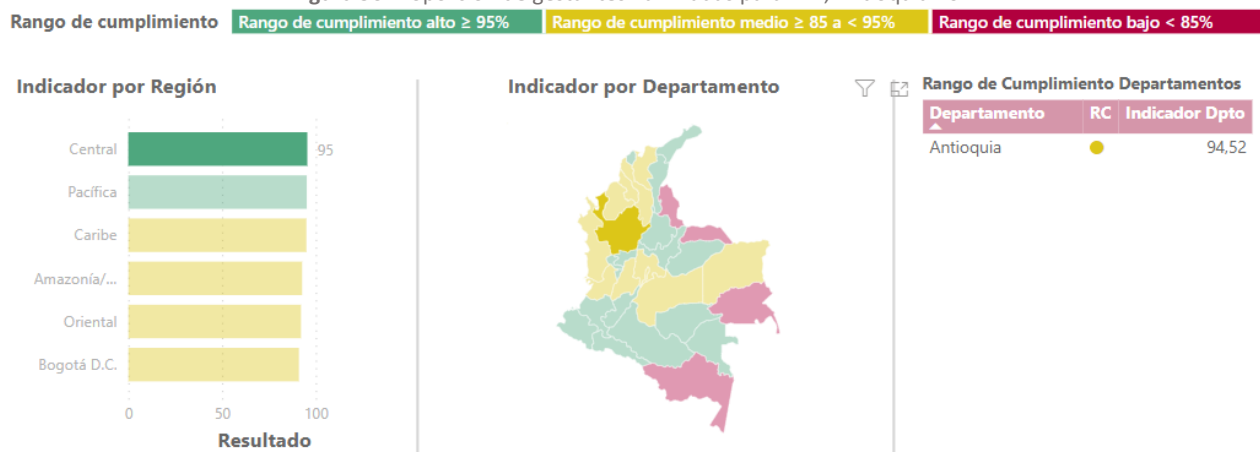 Rango de cumplimiento
Rango de cumplimiento alto ≥ 95%
Rango de cumplimiento medio ≥ 85 a < 95%
Rango de cumplimiento bajo < 85%
Indicador por Región
Central
95
Pacífica
Caribe
Amazonía/...
Oriental
Bogotá D.C.
0 50 100
Resultado
Indicador por Departamento
Rango de Cumplimiento Departamentos
Departamento RC Indicador Dpto
Antioquia 94,52